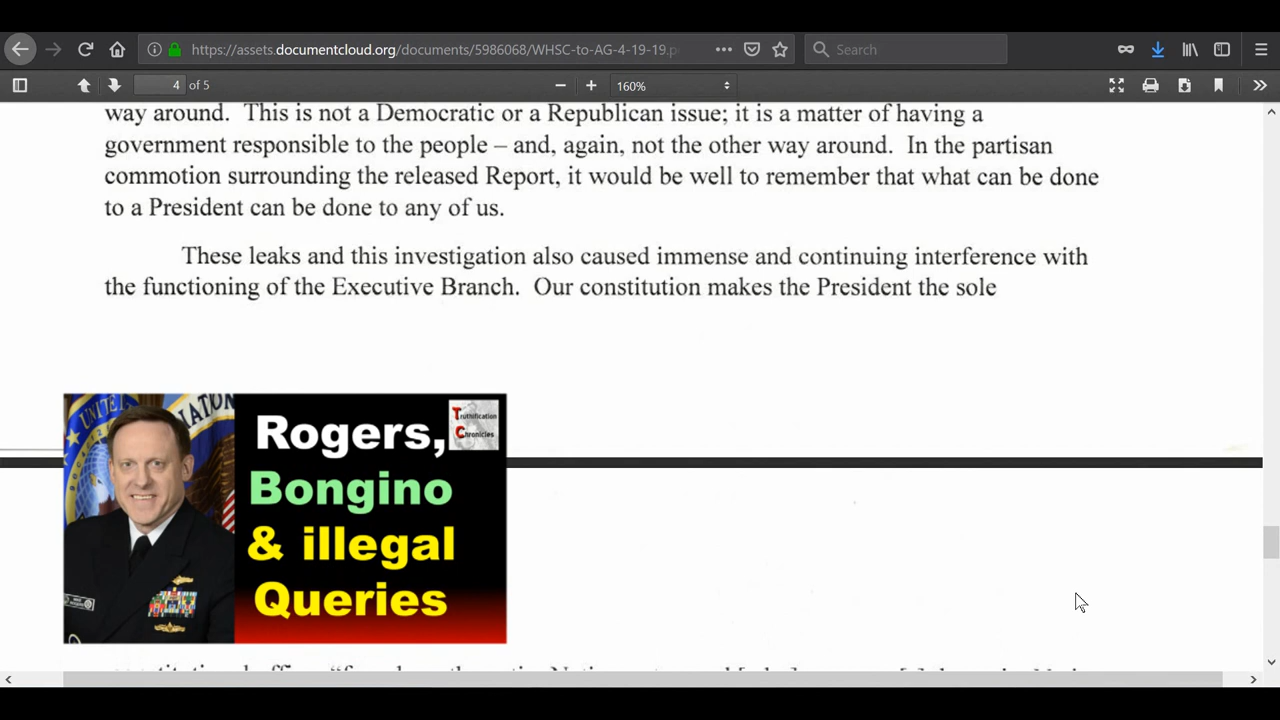 https://assets.documentcloud.org/documents/5986068/WHSC-to-AG-4-19-19.p
Search
4 of 5
160%
way around. This is not a Democratic or a Republican issue; it is a matter of having a
government responsible to the people – and, again, not the other way around. In the partisan
commotion surrounding the released Report, it would be well to remember that what can be done
to a President can be done to any of us.
These leaks and this investigation also caused immense and continuing interference with
the functioning of the Executive Branch. Our constitution makes the President the sole
UNITED
NATION
Rogers,
Truthification
Chronicles
Bongino
& illegal
Queries